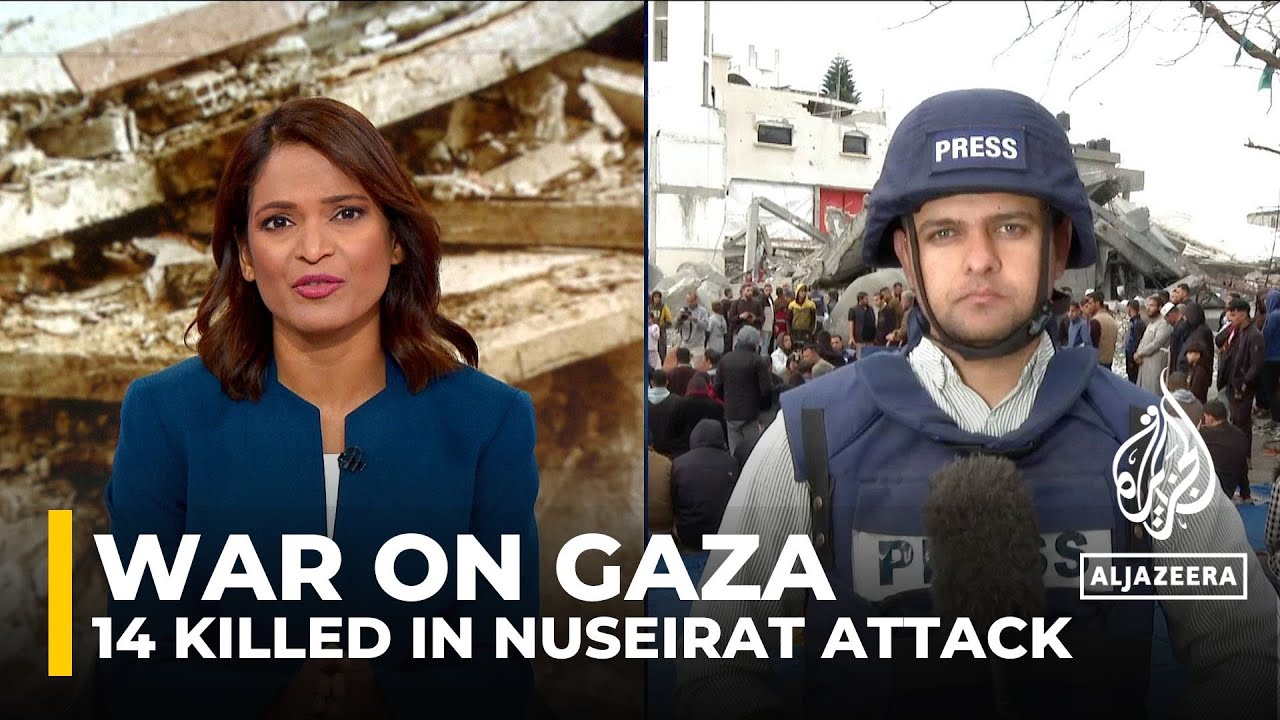 PRESS
PRESS
الجزيرة
ALJAZEERA
WAR ON GAZA
14 KILLED IN NUSEIRAT ATTACK